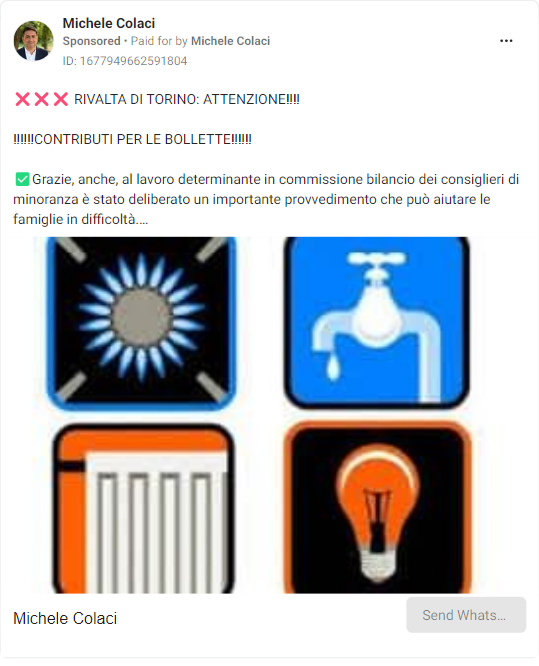 Michele Colaci
Sponsored • Paid for by Michele Colaci
ID: 1677949662591804
❌❌❌ RIVALTA DI TORINO: ATTENZIONE!!!!
!!!!!!CONTRIBUTI PER LE BOLLETTE!!!!!!
✅Grazie, anche, al lavoro determinante in commissione bilancio dei consiglieri di
minoranza è stato deliberato un importante provvedimento che può aiutare le
famiglie in difficoltà....
Michele Colaci
Send Whats...